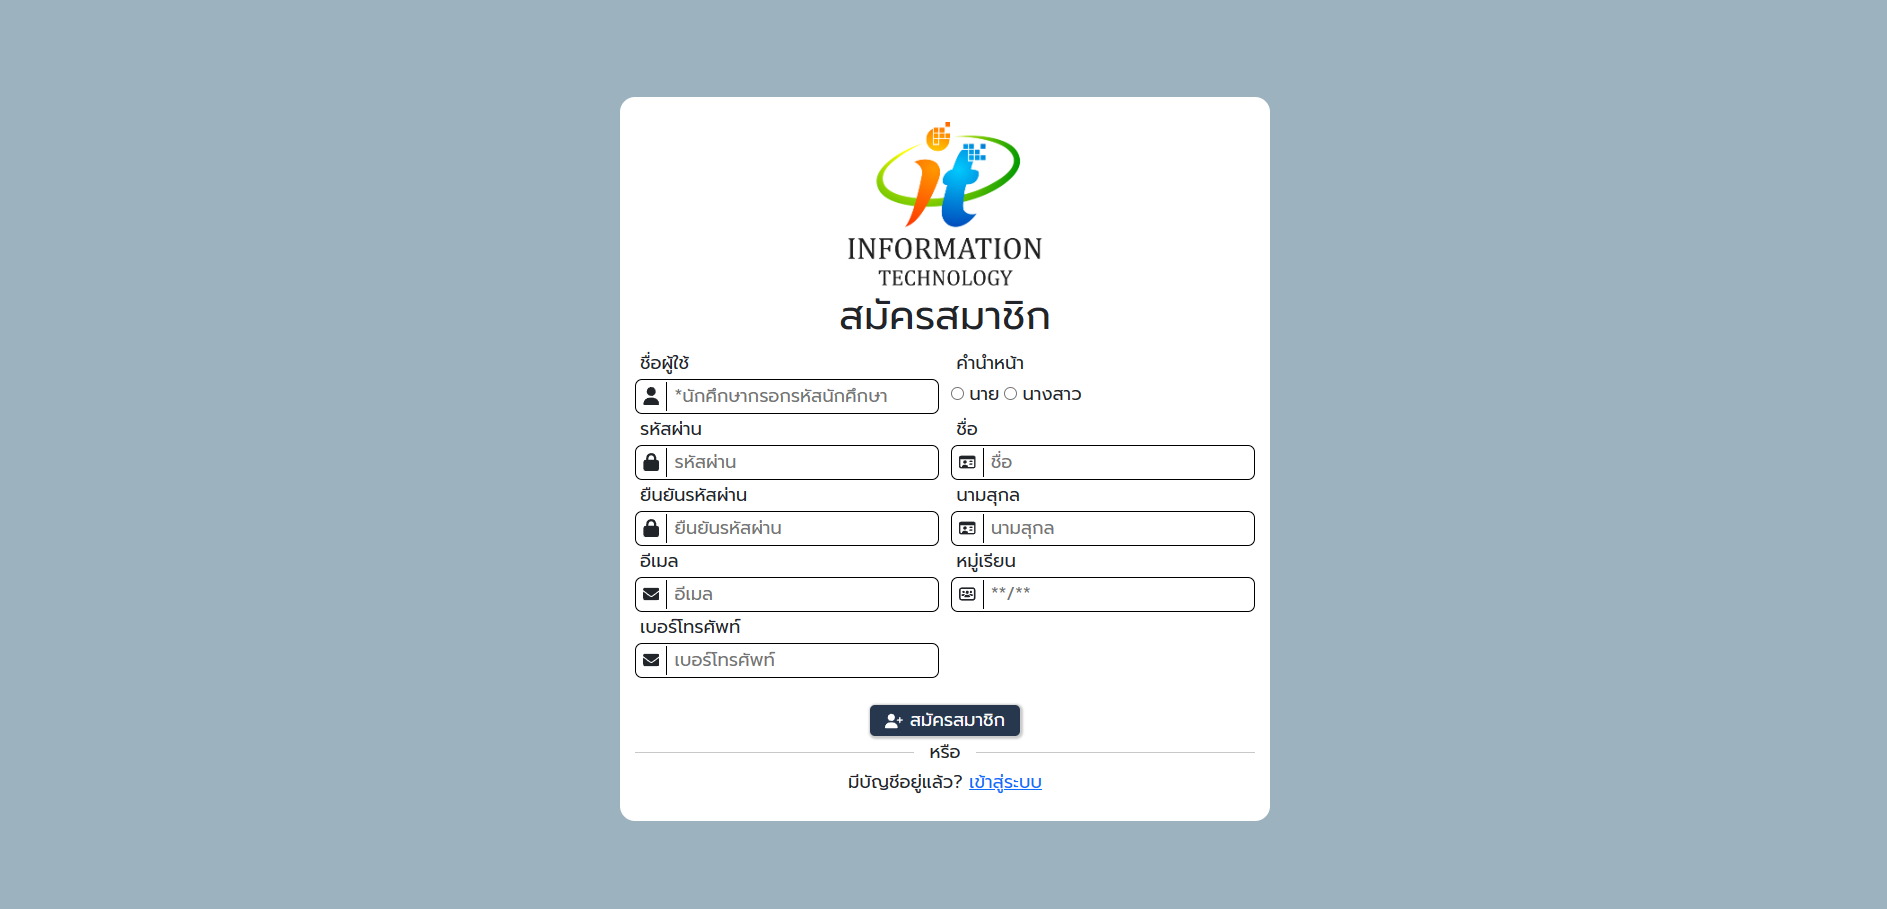 it
INFORMATION
TECHNOLOGY
สมัครสมาชิก
ชื่อผู้ใช้
*นักศึกษากรอกรหัสนักศึกษา
รหัสผ่าน
รหัสผ่าน
ยืนยันรหัสผ่าน
ยืนยันรหัสผ่าน
อีเมล
อีเมล
เบอร์โทรศัพท์
เบอร์โทรศัพท์
คำนำหน้า
นาย นางสาว
ชื่อ
ชื่อ
นามสกุล
นามสกุล
หมู่เรียน
**/**
สมัครสมาชิก
หรือ
มีบัญชีอยู่แล้ว? เข้าสู่ระบบ